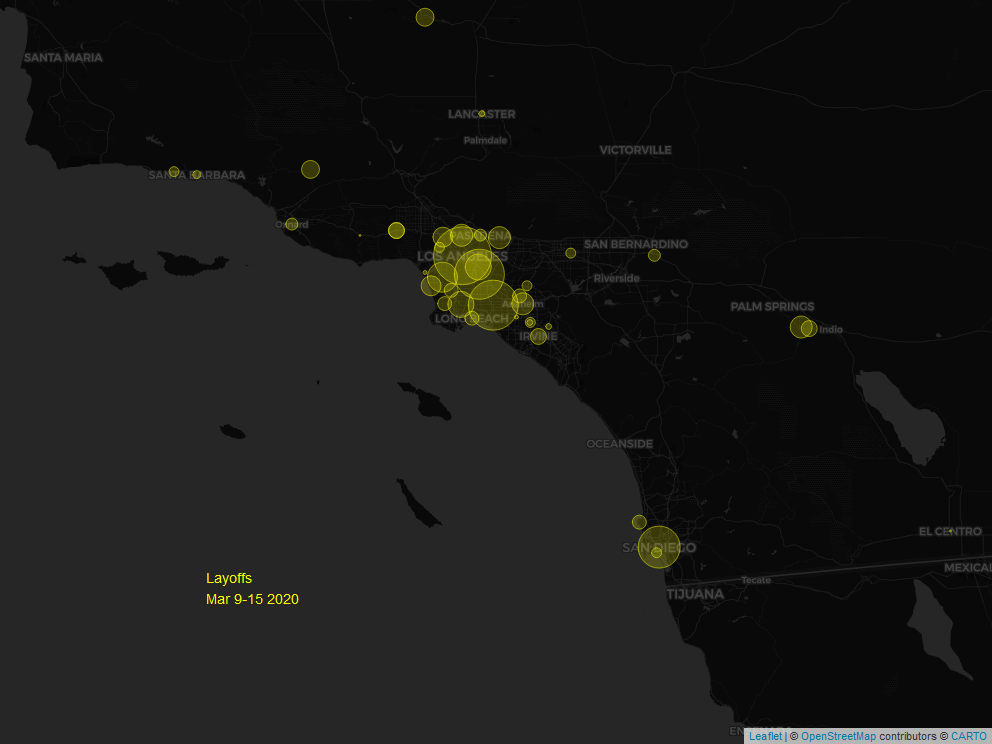 SANTA MARIA
LANCASTER
Palmdale
VICTORVILLE
SANTA BARBARA
Oxnard
PASADENA
LOS ANGELES
SAN BERNARDINO
Riverside
PALM SPRINGS
Anaheim
LONG BEACH
Indio
IRVINE
OCEANSIDE
EL CENTRO
SAN DIEGO
MEXICAL
Layoffs
Tecate
Mar 9-15 2020
TIJUANA
Leaflet | © OpenStreetMap contributors © CARTO